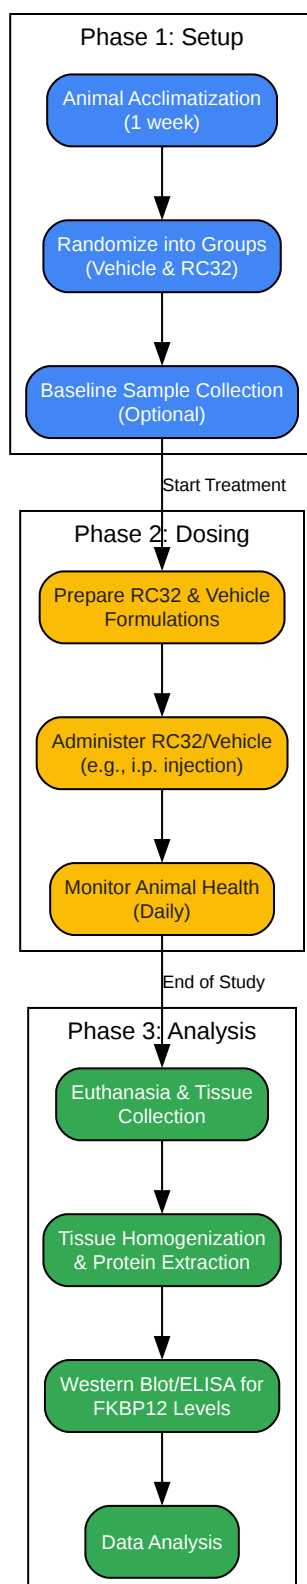 Phase 1: Setup
Animal Acclimatization
(1 week)
Randomize into Groups
(Vehicle & RC32)
Baseline Sample Collection
(Optional)
Start Treatment
Phase 2: Dosing
Prepare RC32 & Vehicle
Formulations
Administer RC32/Vehicle
(e.g., i.p. injection)
Monitor Animal Health
(Daily)
End of Study
Phase 3: Analysis
Euthanasia & Tissue
Collection
Tissue Homogenization
& Protein Extraction
Western Blot/ELISA for
FKBP12 Levels
Data Analysis